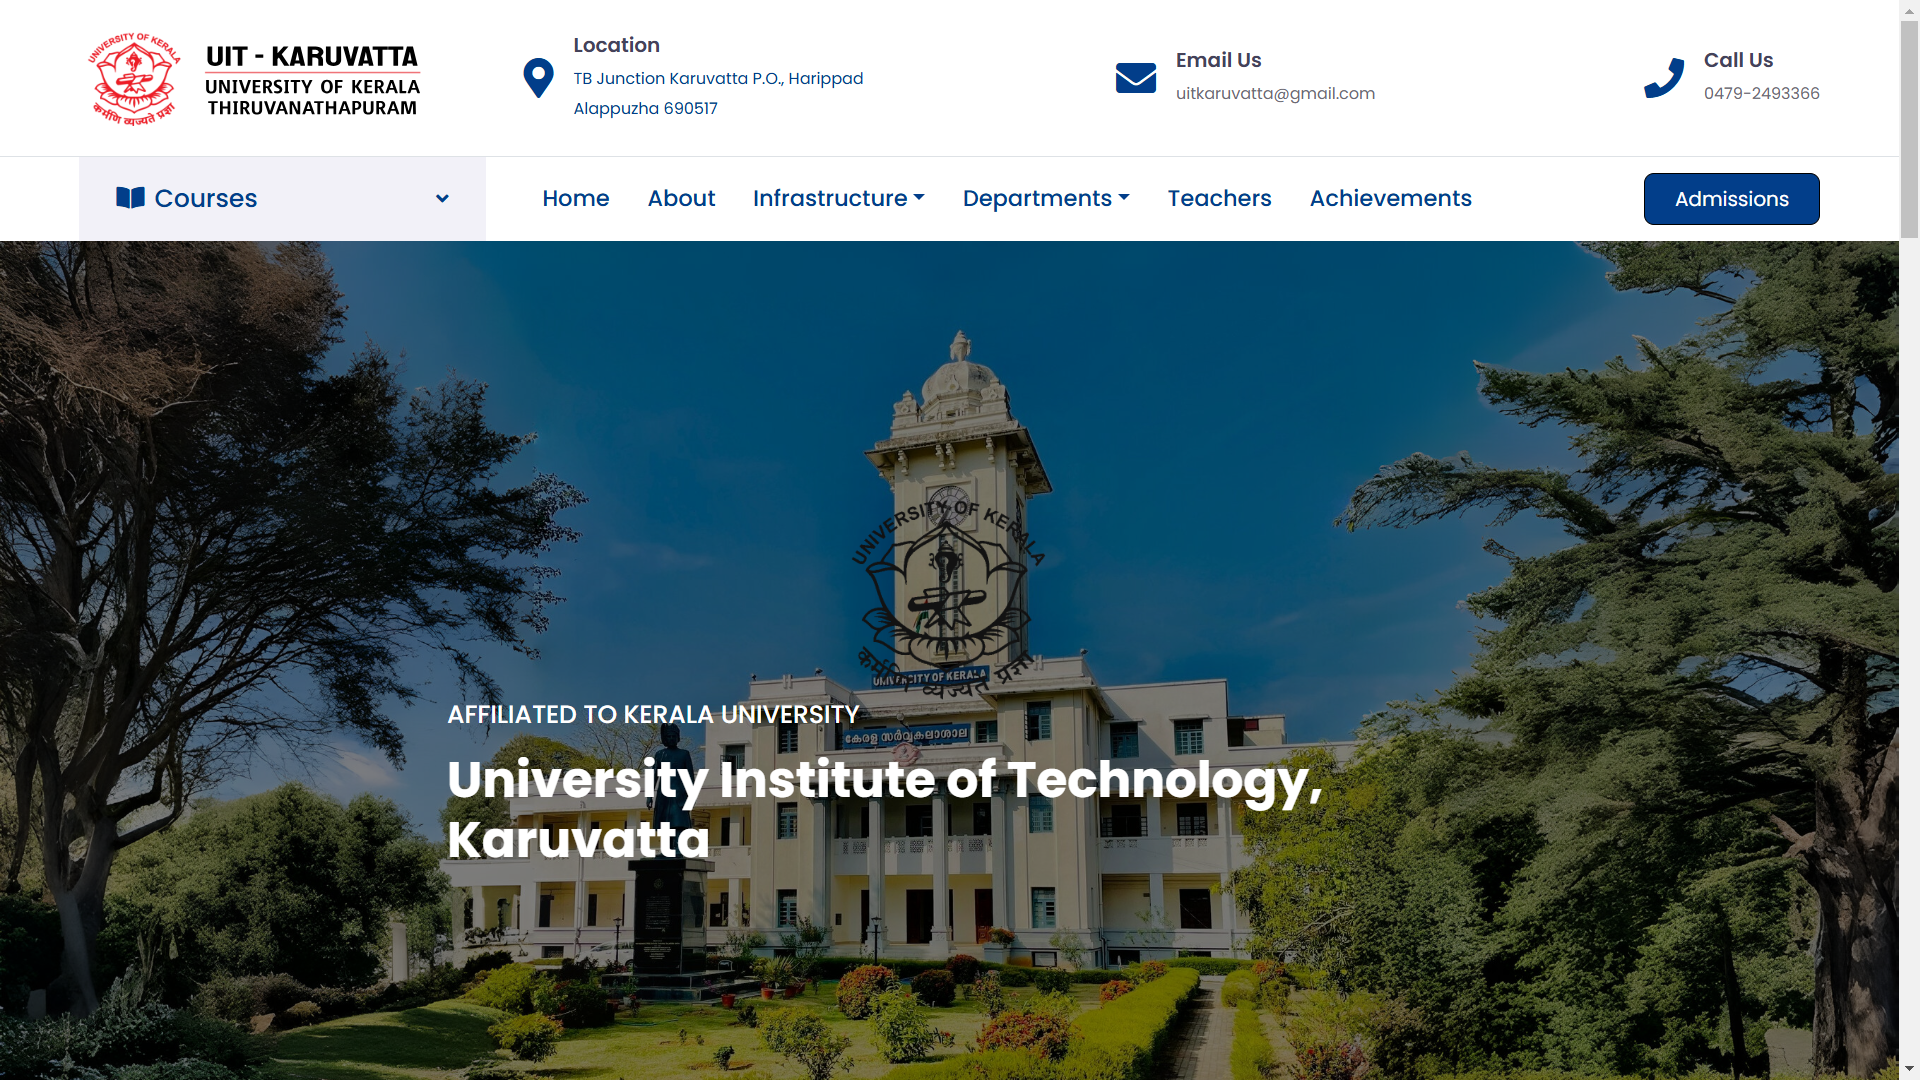 UNIVERSITY OF KERALA
कर्मणि व्यज्यते प्रज्ञा
UIT - KARUVATTA
UNIVERSITY OF KERALA
THIRUVANATHAPURAM
Location
TB Junction Karuvatta P.O., Harippad
Alappuzha 690517
Email Us
uitkaruvatta@gmail.com
Call Us
0479-2493366
Courses
Home
About
Infrastructure
Departments
Teachers
Achievements
Admissions
UNIVERSITY OF KERALA
कर्मणि व्यज्यते प्रज्ञा
UNIVERCITY OF KERALA
കേരള സർവ്വകലാശാല
AFFILIATED TO KERALA UNIVERSITY
University Institute of Technology,
Karuvatta